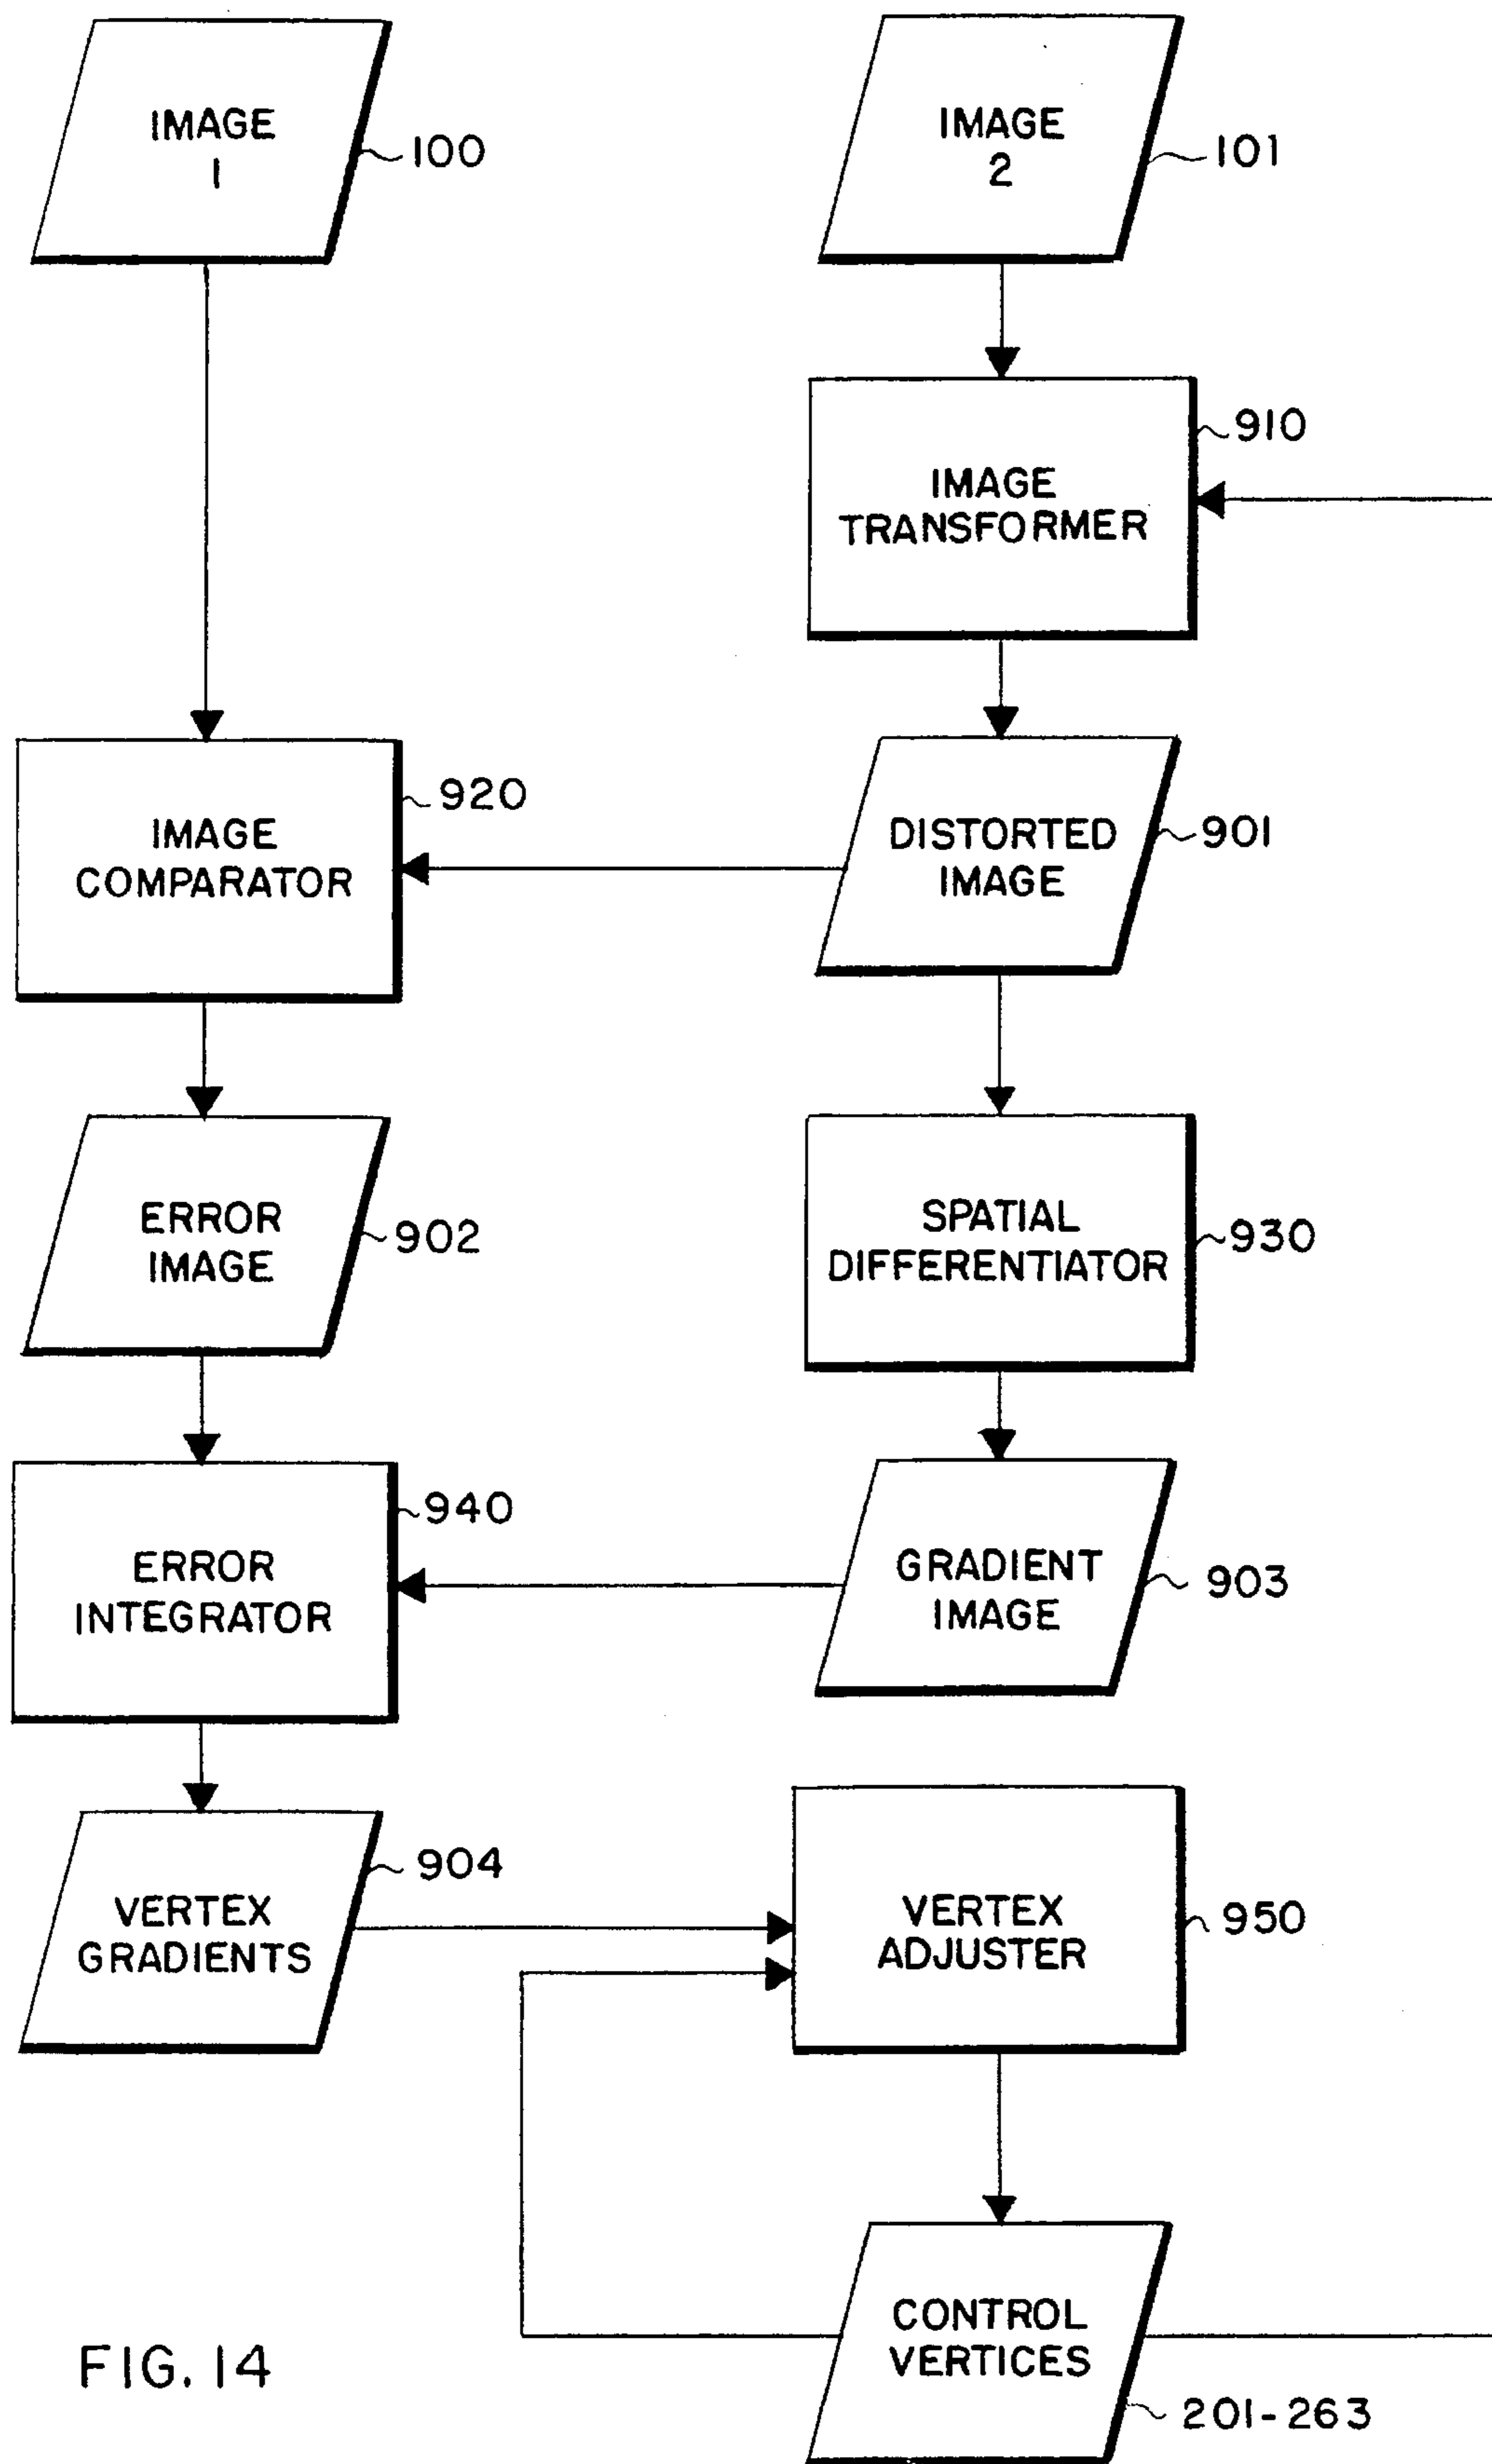 IMAGE
1
100
IMAGE
2
101
910
IMAGE
TRANSFORMER
920
IMAGE
COMPARATOR
DISTORTED
IMAGE
901
ERROR
IMAGE
902
SPATIAL
DIFFERENTIATOR
930
940
ERROR
INTEGRATOR
GRADIENT
IMAGE
903
904
VERTEX
GRADIENTS
VERTEX
ADJUSTER
950
CONTROL
VERTICES
201-263
FIG. 14